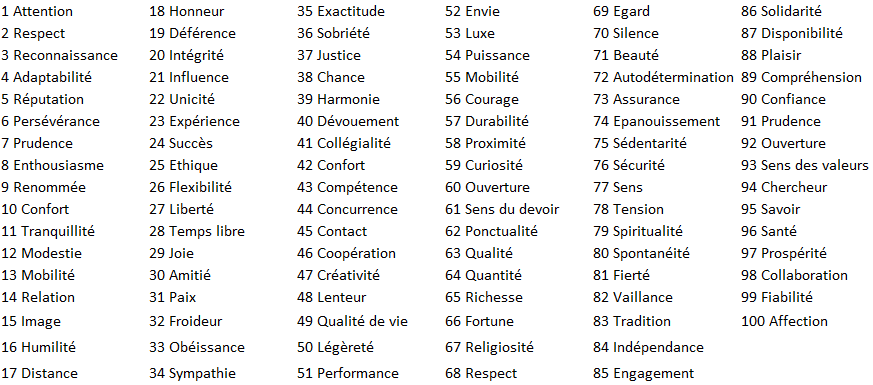 1 Attention
2 Respect
3 Reconnaissance
4 Adaptabilité
5 Réputation
6 Persévérance
7 Prudence
8 Enthousiasme
9 Renommée
10 Confort
11 Tranquillité
12 Modestie
13 Mobilité
14 Relation
15 Image
16 Humilité
17 Distance
18 Honneur
19 Déférence
20 Intégrité
21 Influence
22 Unicité
23 Expérience
24 Succès
25 Ethique
26 Flexibilité
27 Liberté
28 Temps libre
29 Joie
30 Amitié
31 Paix
32 Froideur
33 Obéissance
34 Sympathie
35 Exactitude
36 Sobriété
37 Justice
38 Chance
39 Harmonie
40 Dévouement
41 Collégialité
42 Confort
43 Compétence
44 Concurrence
45 Contact
46 Coopération
47 Créativité
48 Lenteur
49 Qualité de vie
50 Légèreté
51 Performance
52 Envie
53 Luxe
54 Puissance
55 Mobilité
56 Courage
57 Durabilité
58 Proximité
59 Curiosité
60 Ouverture
61 Sens du devoir
62 Ponctualité
63 Qualité
64 Quantité
65 Richesse
66 Fortune
67 Religiosité
68 Respect
69 Egard
70 Silence
71 Beauté
72 Autodétermination
73 Assurance
74 Epanouissement
75 Sédentarité
76 Sécurité
77 Sens
78 Tension
79 Spiritualité
80 Spontanéité
81 Fierté
82 Vaillance
83 Tradition
84 Indépendance
85 Engagement
86 Solidarité
87 Disponibilité
88 Plaisir
89 Compréhension
90 Confiance
91 Prudence
92 Ouverture
93 Sens des valeurs
94 Chercheur
95 Savoir
96 Santé
97 Prospérité
98 Collaboration
99 Fiabilité
100 Affection